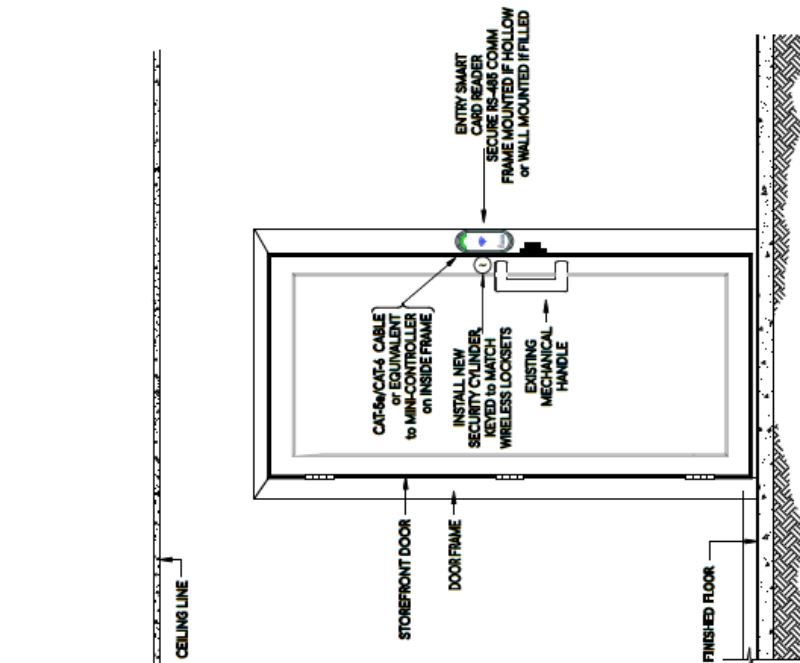 ENTRY SMART
CARD READER
SECURE RS-485 COMM
FRAME MOUNTED IF HOLLOW
or WALL MOUNTED if FILLED
CAT-5e/CAT-6 CABLE
or EQUIVALENT
to MINI-CONTROLLER
on INSIDE FRAME
INSTALL NEW
SECURITY CYLINDER,
KEYED to MATCH
WIRELESS LOCKSETS
EXISTING
MECHANICAL
HANDLE
CEILING LINE
STOREFRONT DOOR
DOOR FRAME
FINISHED FLOOR